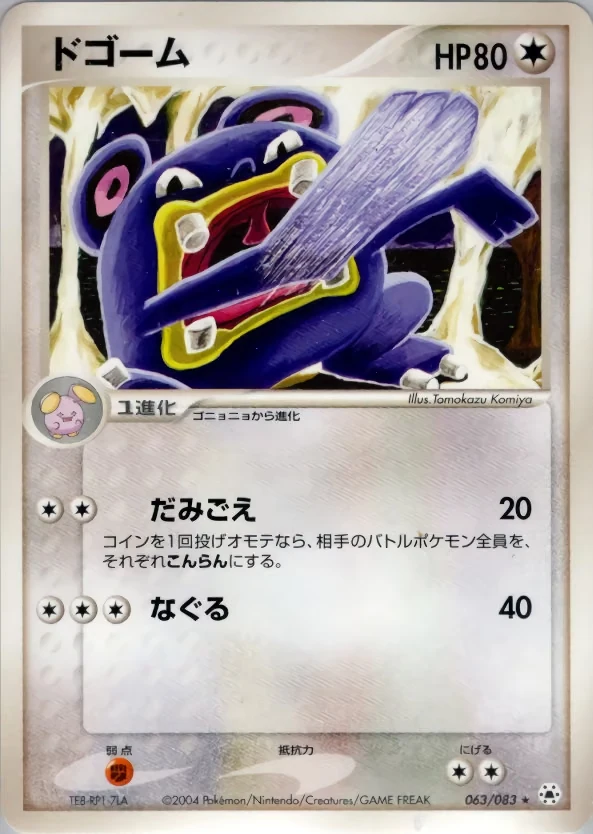 ドゴーム
HP80
Illus. Tomokazu Komiya
1進化
ゴニョニョから進化
だみごえ 20
コインを1回投げオモテなら、相手のバトルポケモン全員を、
それぞれこんらんにする。
なぐる 40
弱点 抵抗力 にげる
TEB-RP1-7LA ©2004 Pokémon/Nintendo/Creatures/GAME FREAK 063/083 ★